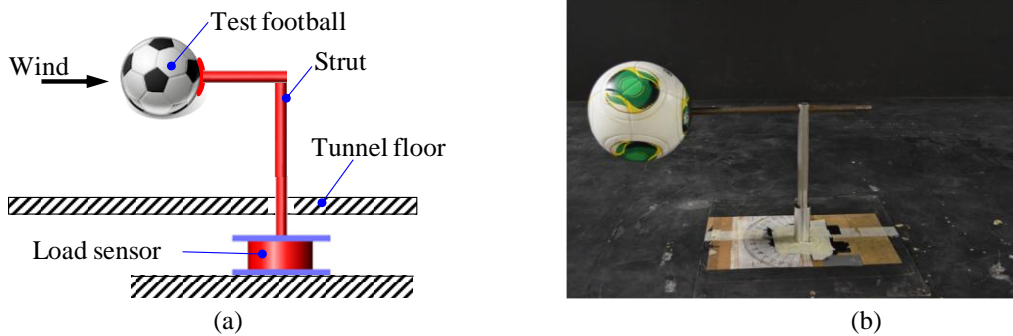 Test football
Wind
Strut
Tunnel floor
Load sensor
(a)
(b)